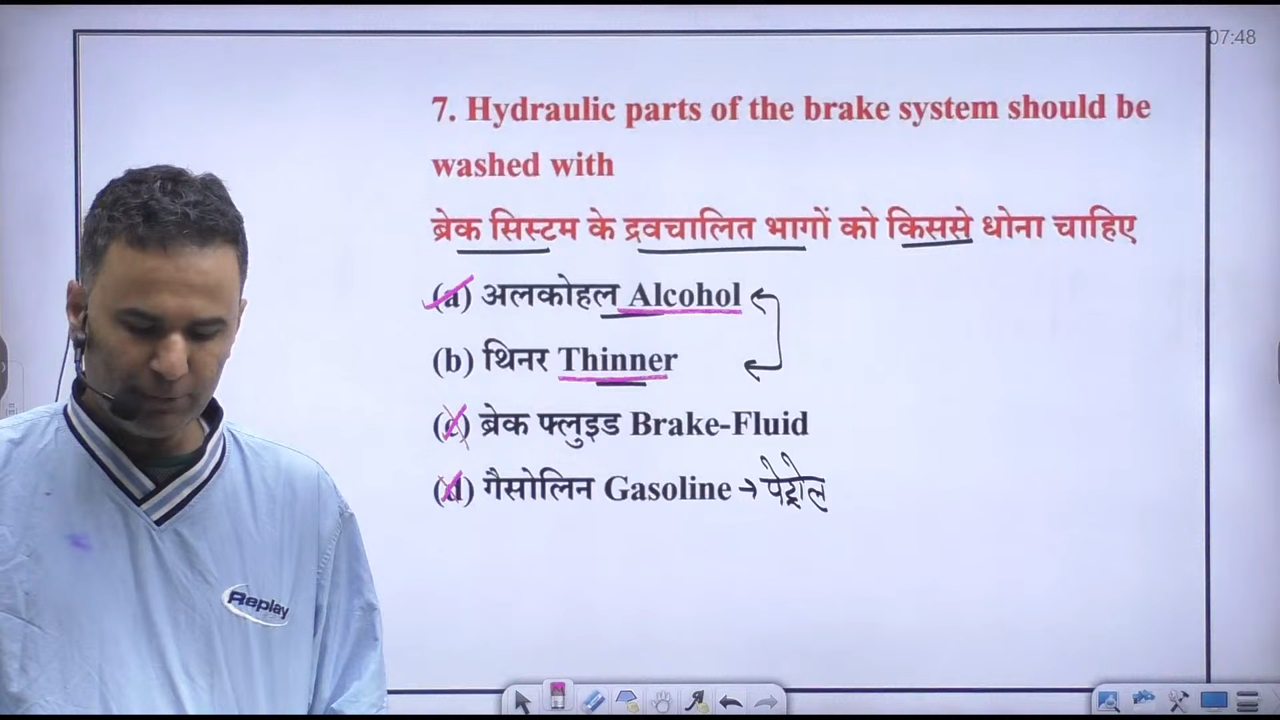 07:48
7. Hydraulic parts of the brake system should be
washed with
ब्रेक सिस्टम के द्रवचालित भागों को किससे धोना चाहिए
(a) अलकोहल Alcohol
(b) थिनर Thinner
(c) ब्रेक फ्लुइड Brake-Fluid
(d) गैसोलिन Gasoline → पेट्रोल
Replay